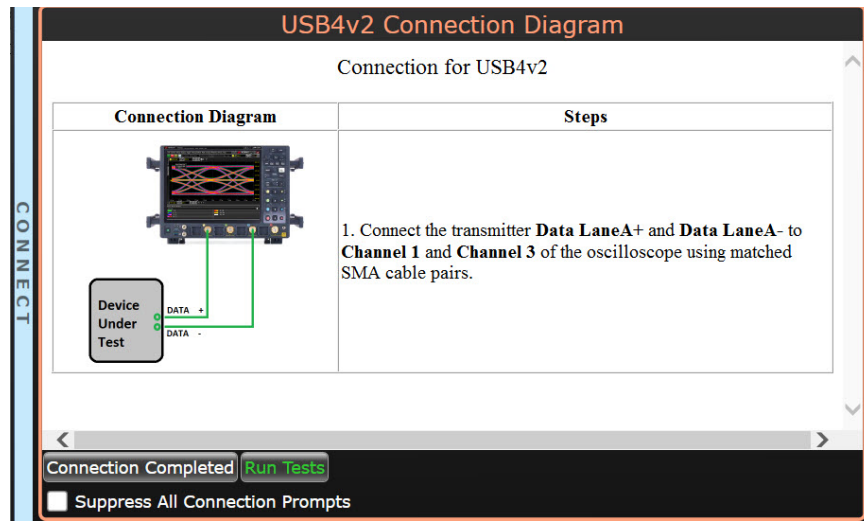 USB4v2 Connection Diagram
Connection for USB4v2
Connection Diagram
Steps
1. Connect the transmitter Data LaneA+ and Data LaneA- to
Channel 1 and Channel 3 of the oscilloscope using matched
SMA cable pairs.
Device
Under
Test
DATA +
DATA -
CONNECT
Connection Completed
Run Tests
Suppress All Connection Prompts